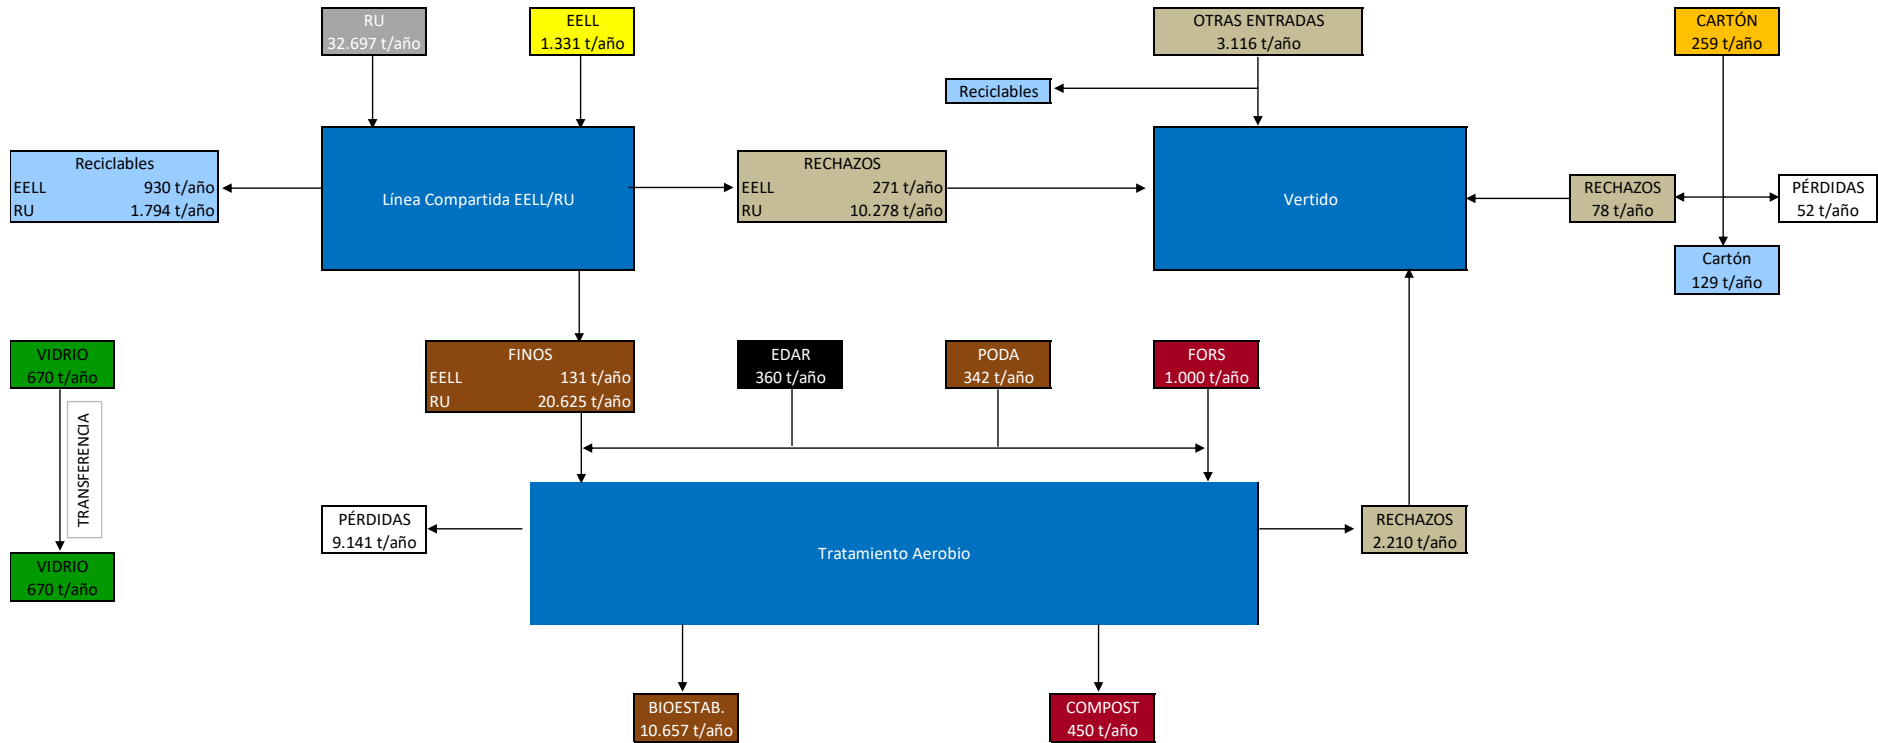 RU
32.697 t/año
EELL
1.331 t/año
OTRAS ENTRADAS
3.116 t/año
CARTÓN
259 t/año
Reciclables
Reciclables
EELL 930 t/año
RU 1.794 t/año
Línea Compartida EELL/RU
RECHAZOS
EELL 271 t/año
RU 10.278 t/año
Vertido
RECHAZOS
78 t/año
PÉRDIDAS
52 t/año
Cartón
129 t/año
VIDRIO
670 t/año
FINOS
EELL 131 t/año
RU 20.625 t/año
EDAR
360 t/año
PODA
342 t/año
FORS
1.000 t/año
TRANSFERENCIA
PÉRDIDAS
9.141 t/año
Tratamiento Aerobio
RECHAZOS
2.210 t/año
VIDRIO
670 t/año
BIOESTAB.
10.657 t/año
COMPOST
450 t/año